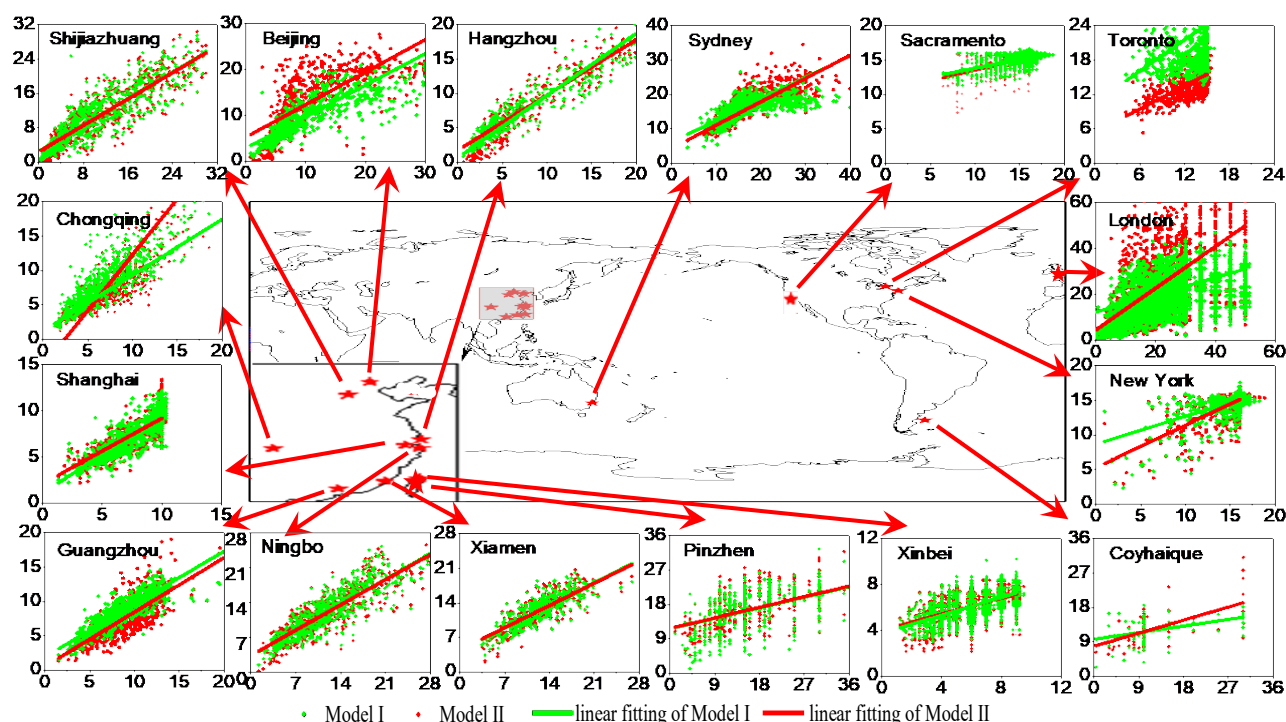 Shijiazhuang
32
24
16
8
0
0 8 16 24 32
Beijing
30
20
10
0
0 10 20 30
Hangzhou
20
15
10
5
0
0 5 10 15 20
Sydney
40
30
20
10
0
0 10 20 30 40
Sacramento
20
16
12
8
4
0
0 5 10 15 20
Toronto
24
20
16
12
8
4
0
0 6 12 18 24
Chongqing
20
15
10
5
0
0 5 10 15 20
London
60
40
20
0
0 20 40 60
Shanghai
15
10
5
0
0 5 10 15
New York
20
15
10
5
0
0 5 10 15 20
Guangzhou
20
15
10
5
0
0 5 10 15 20
Ningbo
28
21
14
7
0
0 7 14 21 28
Xiamen
28
21
14
7
0
0 7 14 21 28
Pinzhen
36
27
18
9
0
0 9 18 27 36
Xinbei
12
8
4
0
0 3 6 9 12
Coyhaique
36
27
18
9
0
0 9 18 27 36
Model I Model II linear fitting of Model I linear fitting of Model II